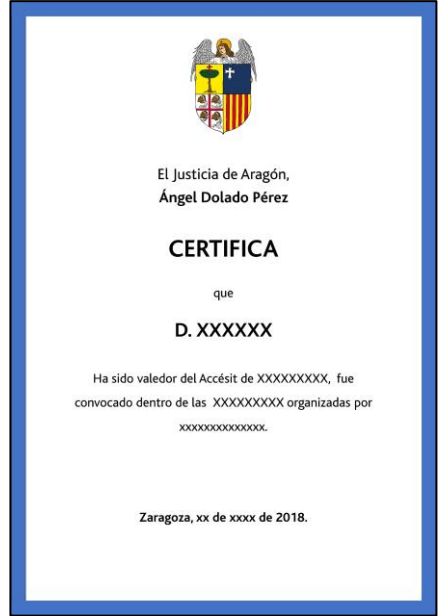 El Justicia de Aragón,
Ángel Dolado Pérez
CERTIFICA
que
D. XXXXXX
Ha sido valedor del Accésit de XXXXXXXXX, fue
convocado dentro de las XXXXXXXXX organizadas por
xxxxxxxxxxxxxx.
Zaragoza, xx de xxxx de 2018.